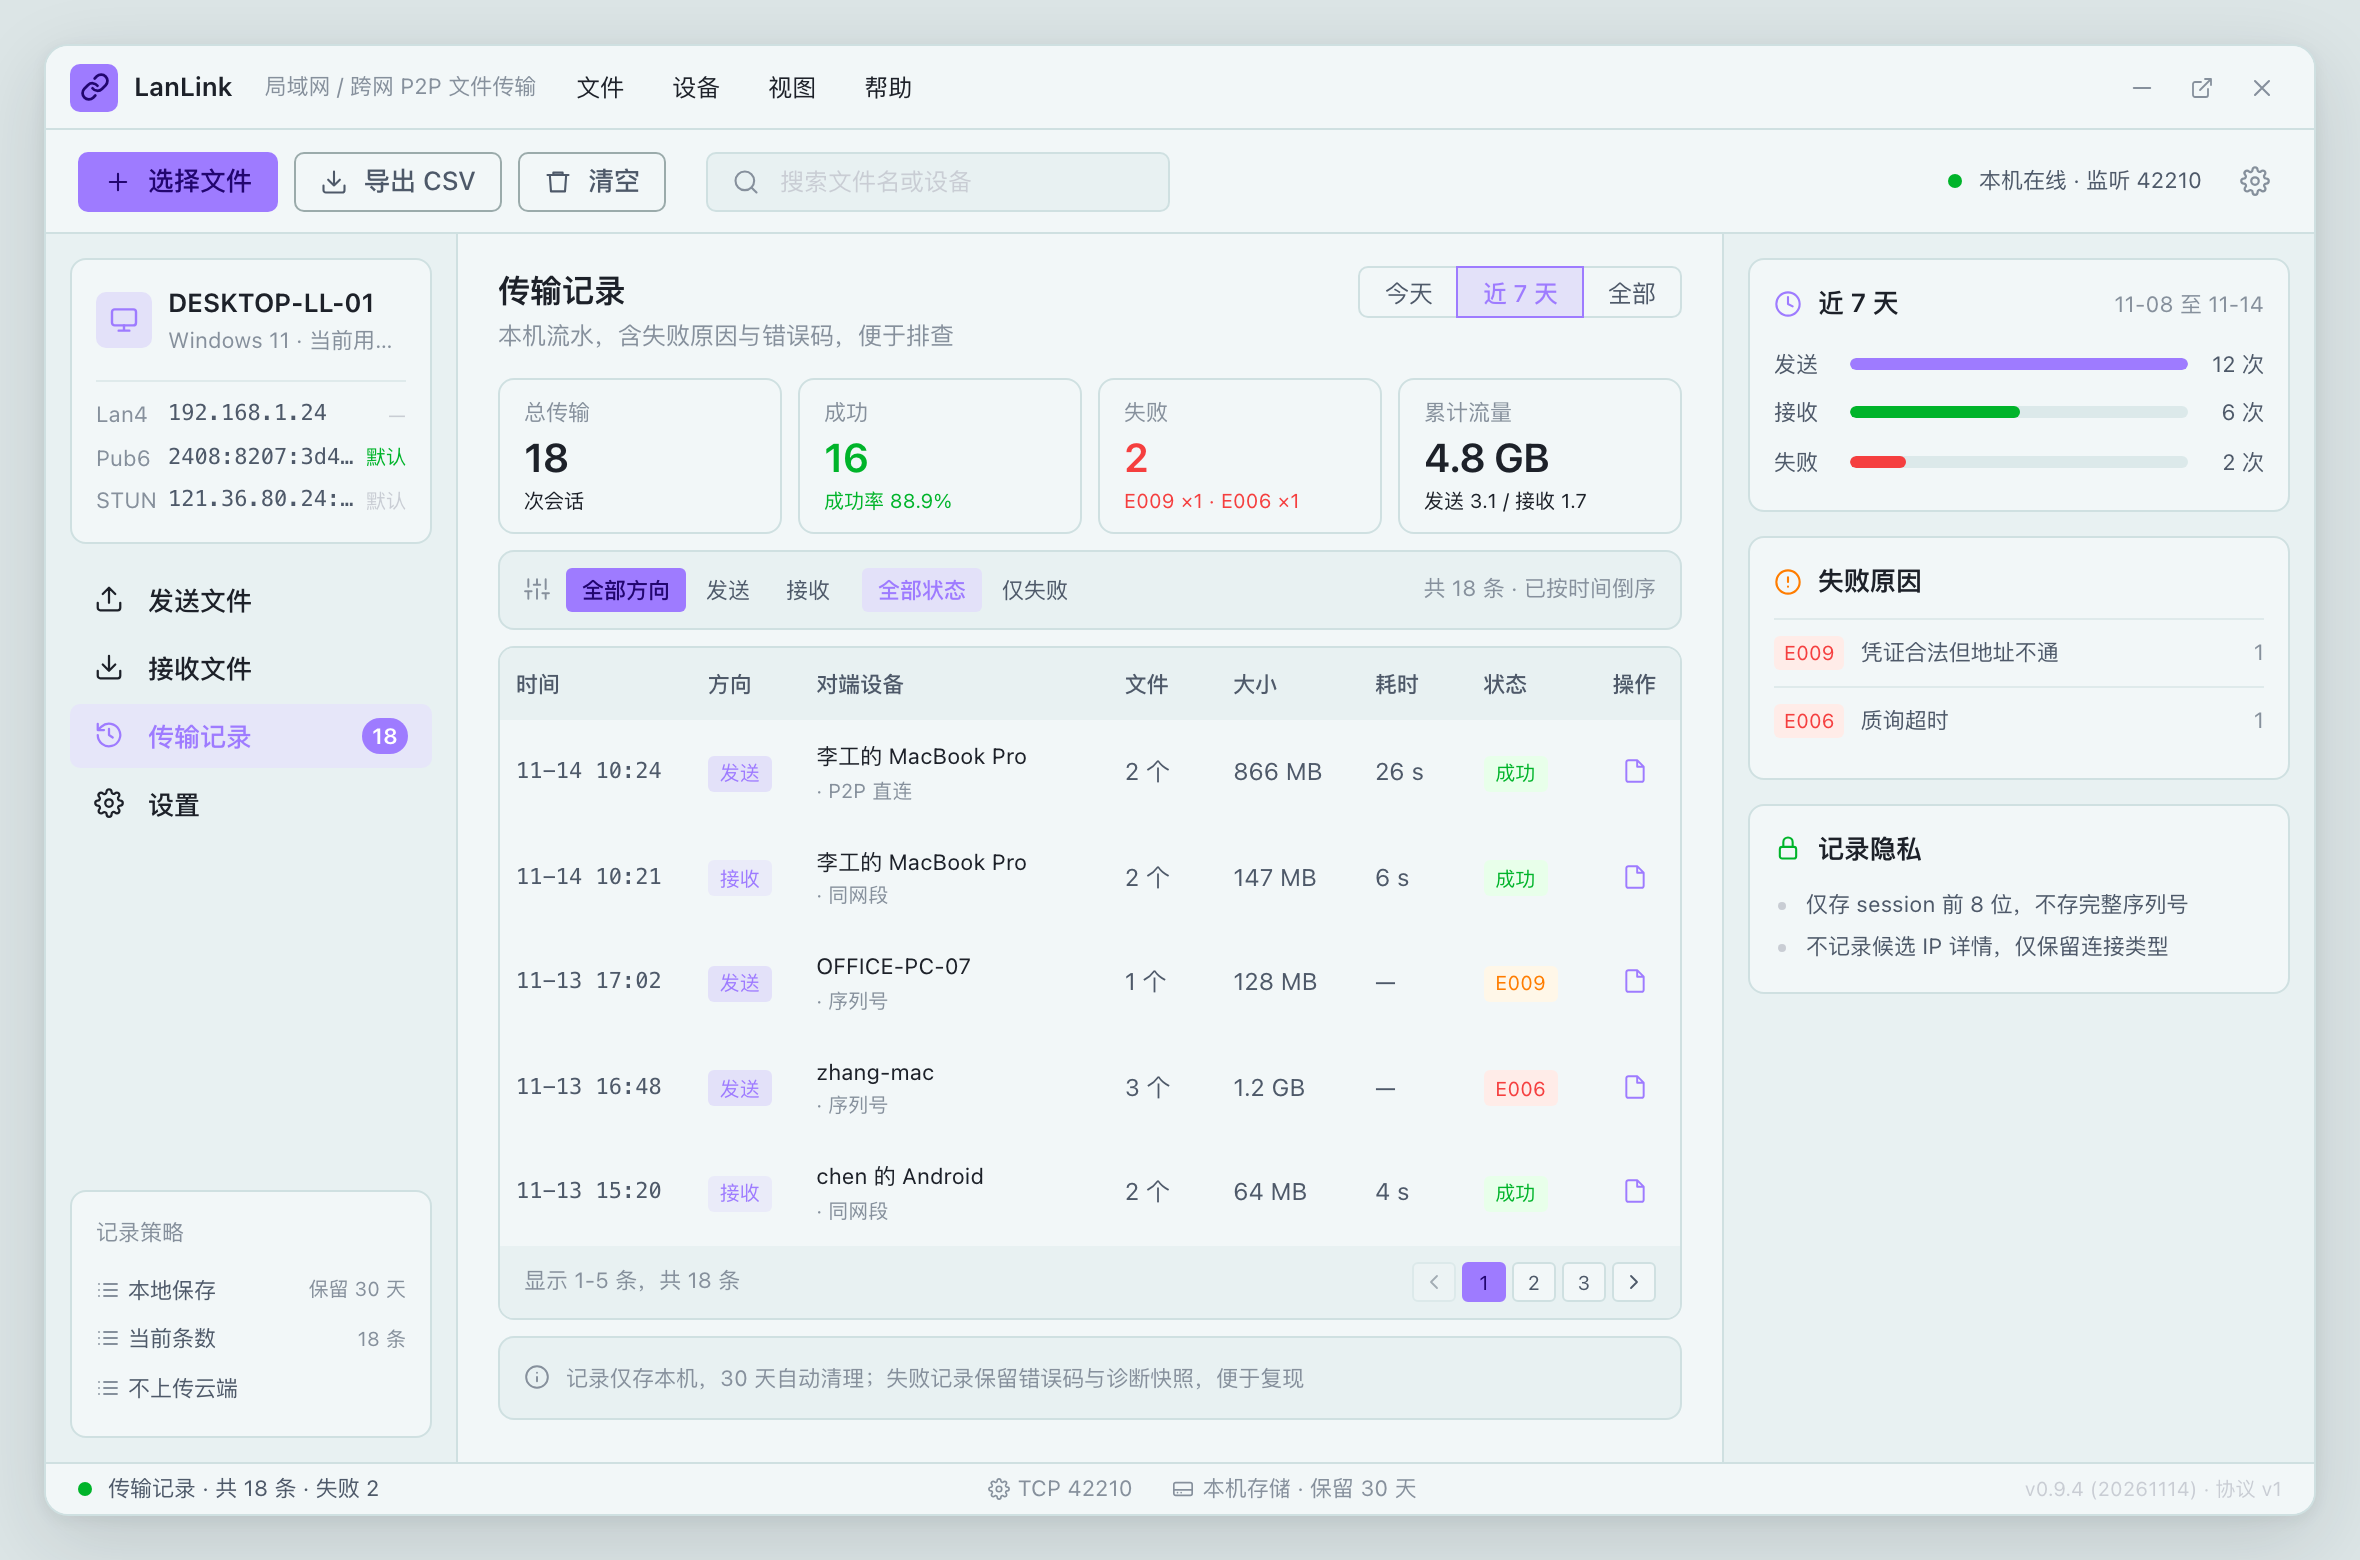 LanLink 局域网 / 跨网 P2P 文件传输 文件 设备 视图 帮助
选择文件 导出 CSV 清空 搜索文件名或设备 本机在线 · 监听 42210
DESKTOP-LL-01
Windows 11 · 当前用...
Lan4 192.168.1.24 —
Pub6 2408:8207:3d4… 默认
STUN 121.36.80.24:… 默认
发送文件
接收文件
传输记录 18
设置
记录策略
本地保存 保留 30 天
当前条数 18 条
不上传云端
传输记录
本机流水，含失败原因与错误码，便于排查
今天 近 7 天 全部
总传输
18
次会话
成功
16
成功率 88.9%
失败
2
E009 ×1 · E006 ×1
累计流量
4.8 GB
发送 3.1 / 接收 1.7
全部方向 发送 接收 全部状态 仅失败 共 18 条 · 已按时间倒序
时间 方向 对端设备 文件 大小 耗时 状态 操作
11-14 10:24 发送 李工的 MacBook Pro 2 个 866 MB 26 s 成功
· P2P 直连
11-14 10:21 接收 李工的 MacBook Pro 2 个 147 MB 6 s 成功
· 同网段
11-13 17:02 发送 OFFICE-PC-07 1 个 128 MB — E009
· 序列号
11-13 16:48 发送 zhang-mac 3 个 1.2 GB — E006
· 序列号
11-13 15:20 接收 chen 的 Android 2 个 64 MB 4 s 成功
· 同网段
显示 1-5 条，共 18 条 1 2 3
记录仅存本机，30 天自动清理；失败记录保留错误码与诊断快照，便于复现
近 7 天 11-08 至 11-14
发送 12 次
接收 6 次
失败 2 次
失败原因
E009 凭证合法但地址不通 1
E006 质询超时 1
记录隐私
仅存 session 前 8 位，不存完整序列号
不记录候选 IP 详情，仅保留连接类型
传输记录 · 共 18 条 · 失败 2 TCP 42210 本机存储 · 保留 30 天 v0.9.4 (20261114) · 协议 v1